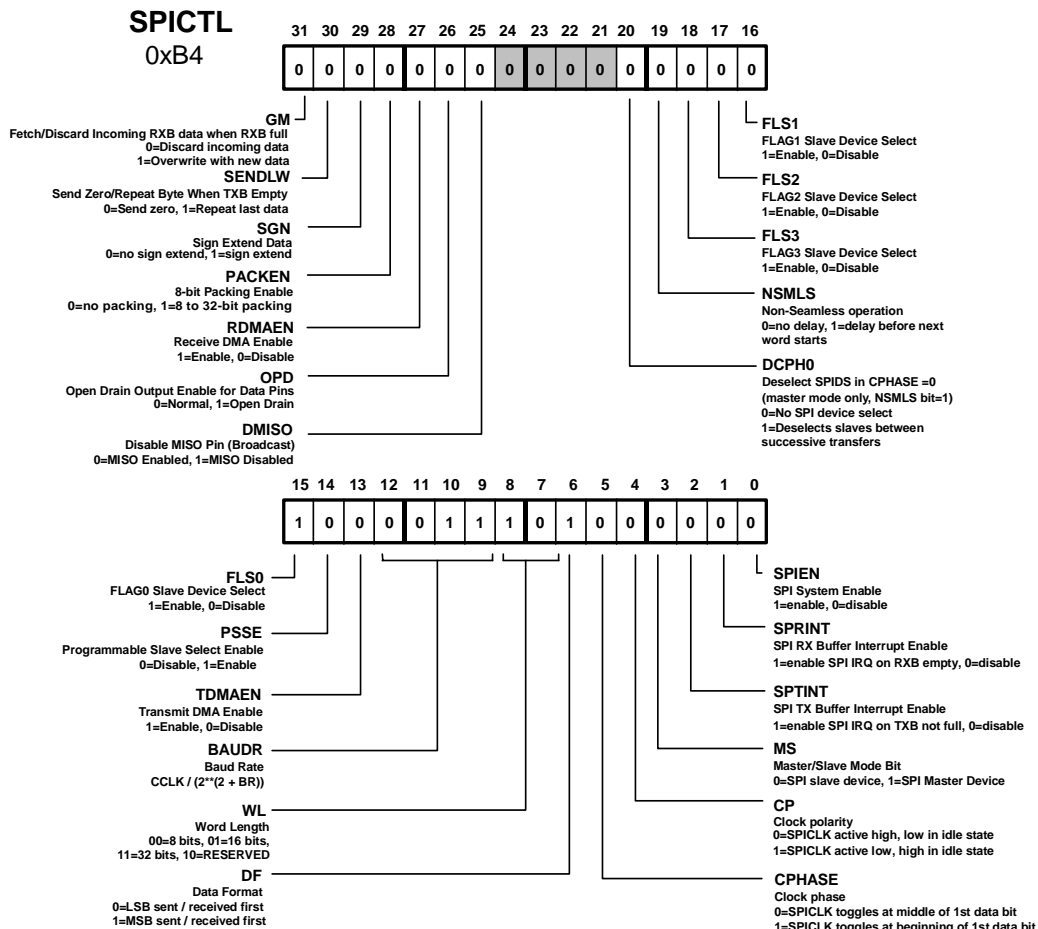 SPICTL
0xB4
31 30 29 28 27 26 25 24 23 22 21 20 19 18 17 16
0 0 0 0 0 0 0 0 0 0 0 0 0 0 0 0
GM
Fetch/Discard Incoming RXB data when RXB full
0=Discard incoming data
1=Overwrite with new data
SENDLW
Send Zero/Repeat Byte When TXB Empty
0=Send zero, 1=Repeat last data
SGN
Sign Extend Data
0=no sign extend, 1=sign extend
PACKEN
8-bit Packing Enable
0=no packing, 1=8 to 32-bit packing
RDMAEN
Receive DMA Enable
1=Enable, 0=Disable
OPD
Open Drain Output Enable for Data Pins
0=Normal, 1=Open Drain
DMISO
Disable MISO Pin (Broadcast)
0=MISO Enabled, 1=MISO Disabled
FLS1
FLAG1 Slave Device Select
1=Enable, 0=Disable
FLS2
FLAG2 Slave Device Select
1=Enable, 0=Disable
FLS3
FLAG3 Slave Device Select
1=Enable, 0=Disable
NSMLS
Non-Seamless operation
0=no delay, 1=delay before next
word starts
DCPH0
Deselect SPIDS in CPHASE =0
(master mode only, NSMLS bit=1)
0=No SPI device select
1=Deselects slaves between
successive transfers
15 14 13 12 11 10 9 8 7 6 5 4 3 2 1 0
1 0 0 0 0 1 1 1 0 1 0 0 0 0 0 0
FLS0
FLAG0 Slave Device Select
1=Enable, 0=Disable
PSSE
Programmable Slave Select Enable
0=Disable, 1=Enable
TDMAEN
Transmit DMA Enable
1=Enable, 0=Disable
BAUDR
Baud Rate
CCLK / (2**(2 + BR))
WL
Word Length
00=8 bits, 01=16 bits,
11=32 bits, 10=RESERVED
DF
Data Format
0=LSB sent / received first
1=MSB sent / received first
SPIEN
SPI System Enable
1=enable, 0=disable
SPRINT
SPI RX Buffer Interrupt Enable
1=enable SPI IRQ on RXB empty, 0=disable
SPTINT
SPI TX Buffer Interrupt Enable
1=enable SPI IRQ on TXB not full, 0=disable
MS
Master/Slave Mode Bit
0=SPI slave device, 1=SPI Master Device
CP
Clock polarity
0=SPICLK active high, low in idle state
1=SPICLK active low, high in idle state
CPHASE
Clock phase
0=SPICLK toggles at middle of 1st data bit
1=SPICLK toggles at beginning of 1st data bit